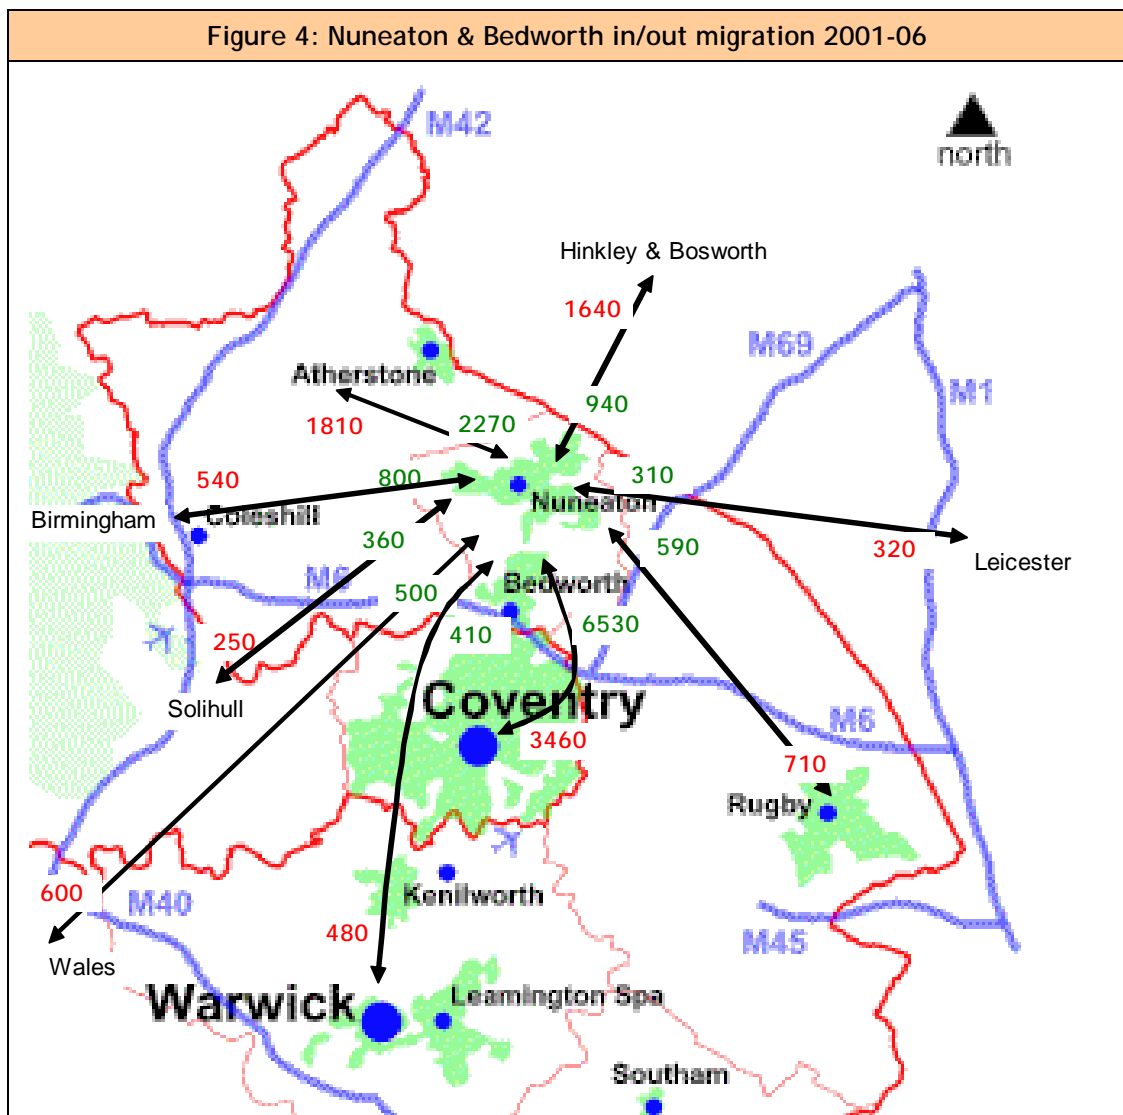 Figure 4: Nuneaton & Bedworth in/out migration 2001-06
M42
north
Hinkley & Bosworth
1640
M69
Atherstone
M1
940
1810
2270
540
800
310
Nuneaton
Birmingham
Coleshill
360
590
320
Leicester
M6
500
Bedworth
250
410
6530
Solihull
Coventry
M6
3460
710
Rugby
600
M40
Kenilworth
480
M45
Wales
Warwick
Leamington Spa
Southam